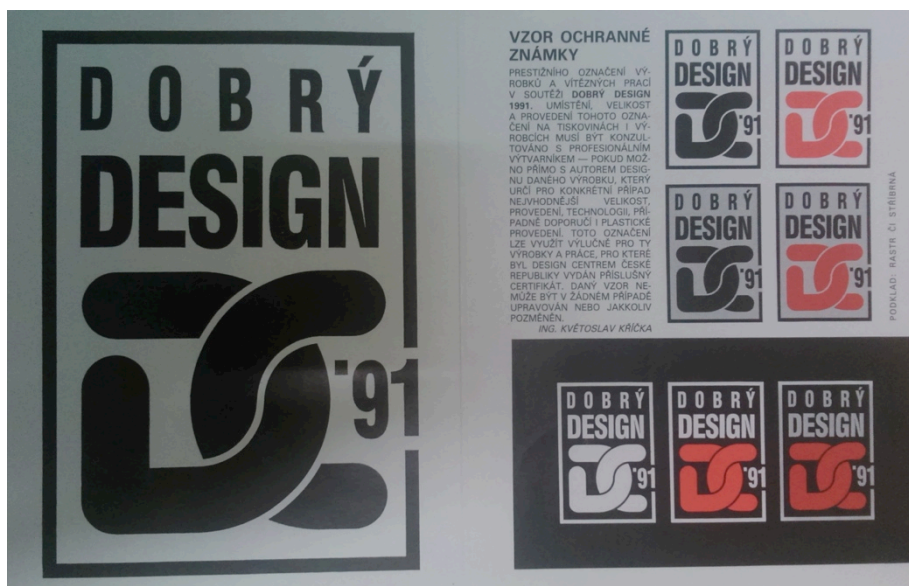 DOBRÝ
DESIGN
'91
VZOR OCHRANNÉ
ZNÁMKY
PRESTIŽNÍHO OZNAČENÍ VÝ-
ROBKŮ A VÍTĚZNÝCH PRACÍ
V SOUTĚŽI DOBRÝ DESIGN
1991. UMÍSTĚNÍ, VELIKOST
A PROVEDENÍ TOHOTO OZNA-
ČENÍ NA TISKOVINÁCH I VÝ-
ROBCÍCH MUSÍ BÝT KONZUL-
TOVÁNO S PROFESIONÁLNÍM
VÝTVARNÍKEM — POKUD MOŽ-
NO PŘÍMO S AUTOREM DESIG-
NU DANÉHO VÝROBKU, KTERÝ
URČÍ PRO KONKRÉTNÍ PŘÍPAD
NEJVHODNĚJŠÍ VELIKOST,
PROVEDENÍ, TECHNOLOGII, PŘÍ-
PADNĚ DOPORUČÍ I PLASTICKÉ
PROVEDENÍ. TOTO OZNAČENÍ
LZE VYUŽÍT VÝLUČNĚ PRO TY
VÝROBKY A PRÁCE, PRO KTERÉ
BYL DESIGN CENTREM ČESKÉ
REPUBLIKY VYDÁN PŘÍSLUŠNÝ
CERTIFIKÁT. DANÝ VZOR NE-
MŮŽE BÝT V ŽÁDNÉM PŘÍPADĚ
UPRAVOVÁN NEBO JAKKOLIV
POZMĚNĚN.
ING. KVĚTOSLAV KŘÍČKA
DOBRÝ
DESIGN
'91
DOBRÝ
DESIGN
'91
DOBRÝ
DESIGN
'91
DOBRÝ
DESIGN
'91
PODKLAD: RASTR ČI STŘÍBRNÁ
DOBRÝ
DESIGN
'91
DOBRÝ
DESIGN
'91
DOBRÝ
DESIGN
'91